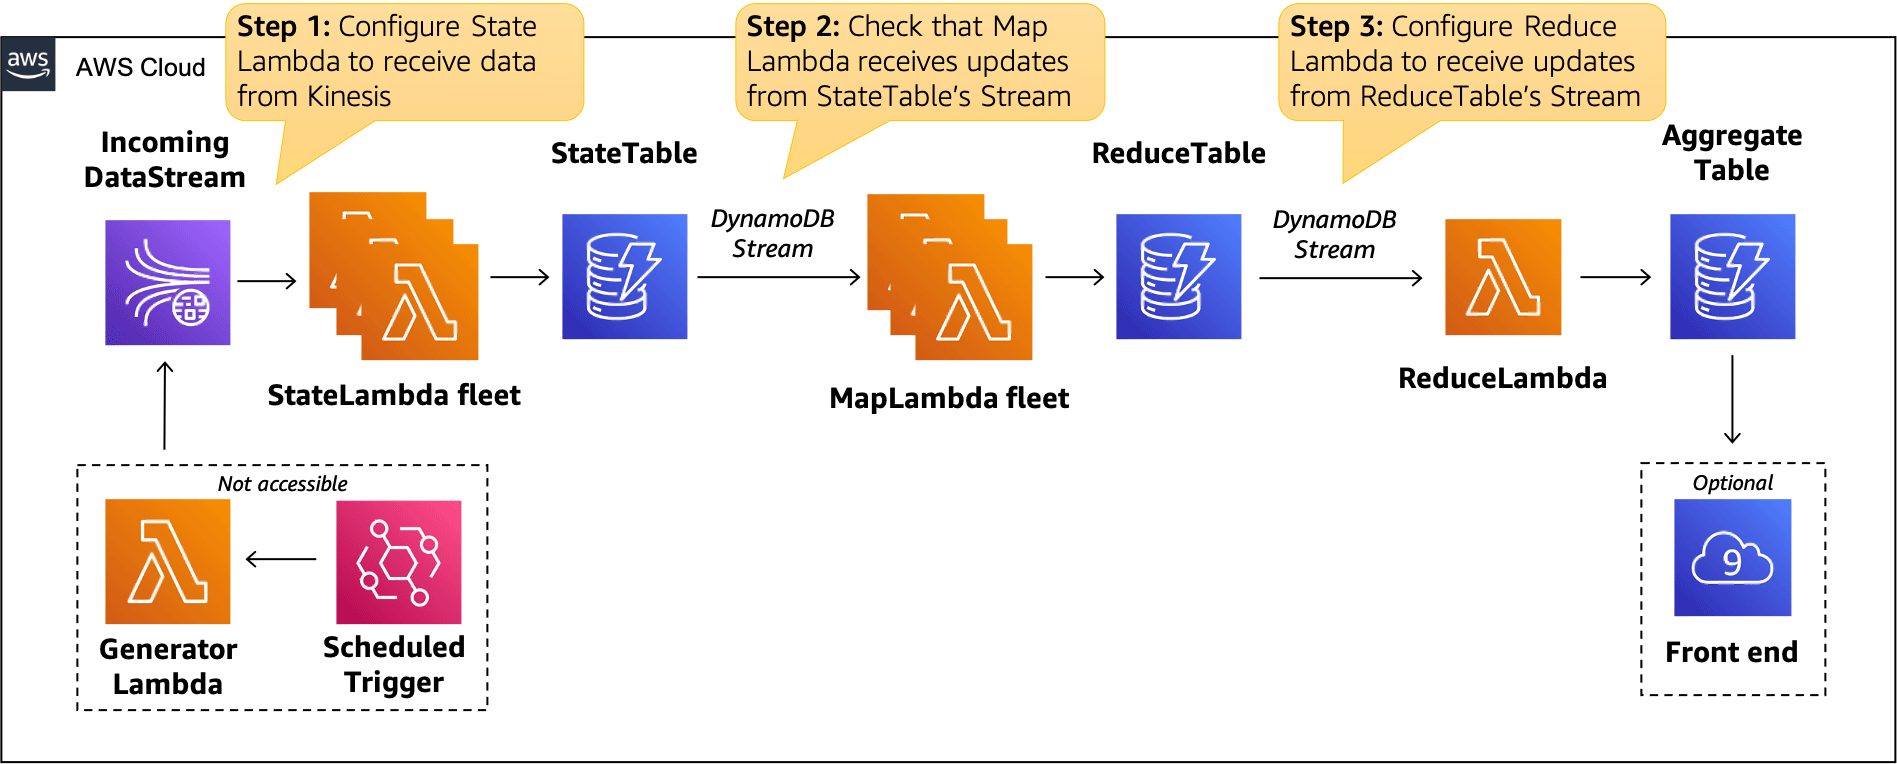 Step 1: Configure State
Lambda to receive data
from Kinesis
Step 2: Check that Map
Lambda receives updates
from StateTable's Stream
Step 3: Configure Reduce
Lambda to receive updates
from ReduceTable's Stream
aws
AWS Cloud
Incoming
DataStream
StateTable
ReduceTable
Aggregate
Table
DynamoDB
Stream
DynamoDB
Stream
StateLambda fleet
MapLambda fleet
ReduceLambda
Not accessible
Generator
Lambda
Scheduled
Trigger
Optional
9
Front end